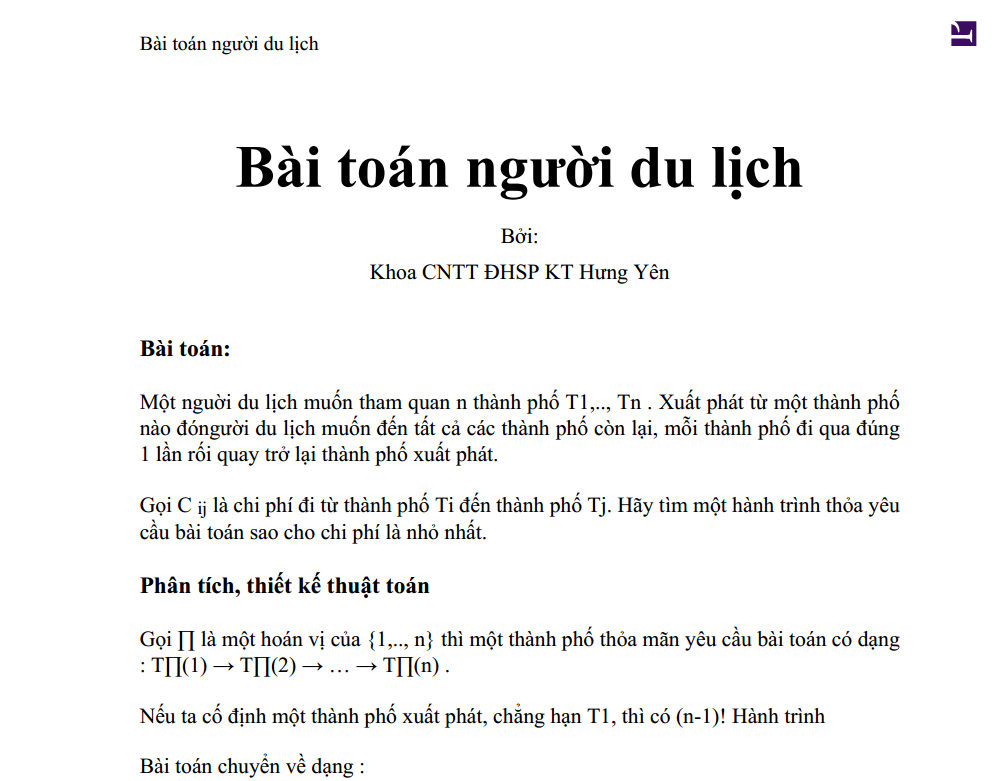 Bài toán người du lịch
Bài toán người du lịch
Bởi:
Khoa CNTT ĐHSP KT Hưng Yên
Bài toán:
Một nguời du lịch muốn tham quan n thành phố T1,.., Tn . Xuất phát từ một thành phố
nào đóngười du lịch muốn đến tất cả các thành phố còn lại, mỗi thành phố đi qua đúng
1 lần rối quay trở lại thành phố xuất phát.
Gọi C ij là chi phí đi từ thành phố Ti đến thành phố Tj. Hãy tìm một hành trình thỏa yêu
cầu bài toán sao cho chi phí là nhỏ nhất.
Phân tích, thiết kế thuật toán
Gọi ∏ là một hoán vị của {1,.., n} thì một thành phố thỏa mãn yêu cầu bài toán có dạng
: T∏(1) → T∏(2) → … → T∏(n) .
Nếu ta cố định một thành phố xuất phát, chẳng hạn T1, thì có (n-1)! Hành trình
Bài toán chuyển về dạng :